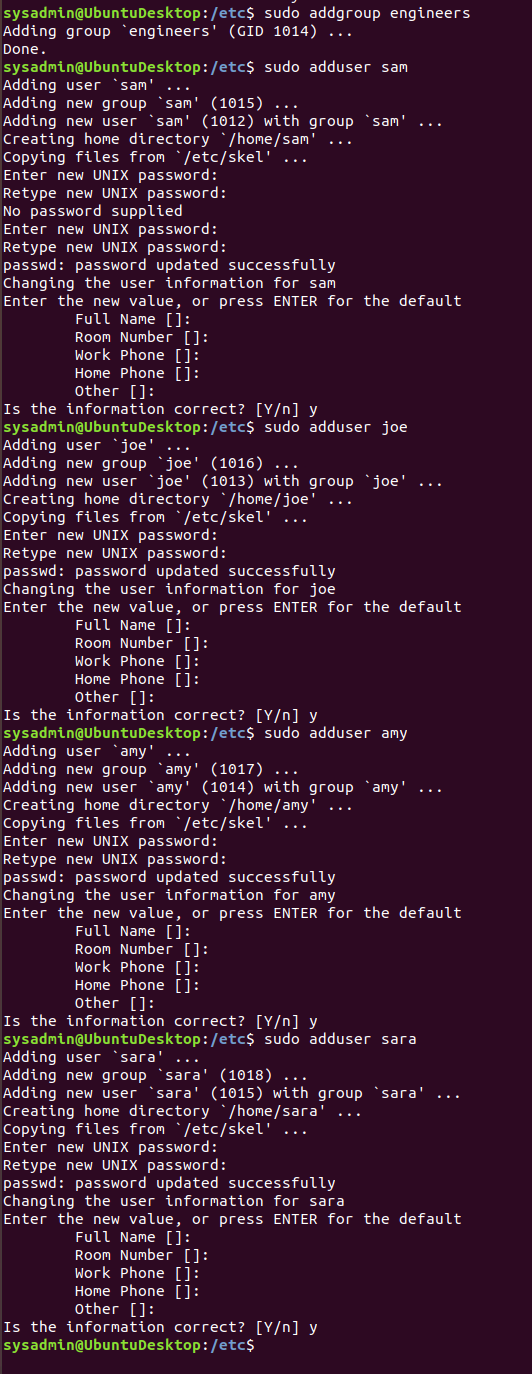 sysadmin@UbuntuDesktop:/etc$ sudo addgroup engineers
Adding group `engineers' (GID 1014) ...
Done.
sysadmin@UbuntuDesktop:/etc$ sudo adduser sam
Adding user `sam' ...
Adding new group `sam' (1015) ...
Adding new user `sam' (1012) with group `sam' ...
Creating home directory `/home/sam' ...
Copying files from `/etc/skel' ...
Enter new UNIX password:
Retype new UNIX password:
No password supplied
Enter new UNIX password:
Retype new UNIX password:
passwd: password updated successfully
Changing the user information for sam
Enter the new value, or press ENTER for the default
        Full Name []:
        Room Number []:
        Work Phone []:
        Home Phone []:
        Other []:
Is the information correct? [Y/n] y
sysadmin@UbuntuDesktop:/etc$ sudo adduser joe
Adding user `joe' ...
Adding new group `joe' (1016) ...
Adding new user `joe' (1013) with group `joe' ...
Creating home directory `/home/joe' ...
Copying files from `/etc/skel' ...
Enter new UNIX password:
Retype new UNIX password:
passwd: password updated successfully
Changing the user information for joe
Enter the new value, or press ENTER for the default
        Full Name []:
        Room Number []:
        Work Phone []:
        Home Phone []:
        Other []:
Is the information correct? [Y/n] y
sysadmin@UbuntuDesktop:/etc$ sudo adduser amy
Adding user `amy' ...
Adding new group `amy' (1017) ...
Adding new user `amy' (1014) with group `amy' ...
Creating home directory `/home/amy' ...
Copying files from `/etc/skel' ...
Enter new UNIX password:
Retype new UNIX password:
passwd: password updated successfully
Changing the user information for amy
Enter the new value, or press ENTER for the default
        Full Name []:
        Room Number []:
        Work Phone []:
        Home Phone []:
        Other []:
Is the information correct? [Y/n] y
sysadmin@UbuntuDesktop:/etc$ sudo adduser sara
Adding user `sara' ...
Adding new group `sara' (1018) ...
Adding new user `sara' (1015) with group `sara' ...
Creating home directory `/home/sara' ...
Copying files from `/etc/skel' ...
Enter new UNIX password:
Retype new UNIX password:
passwd: password updated successfully
Changing the user information for sara
Enter the new value, or press ENTER for the default
        Full Name []:
        Room Number []:
        Work Phone []:
        Home Phone []:
        Other []:
Is the information correct? [Y/n] y
sysadmin@UbuntuDesktop:/etc$